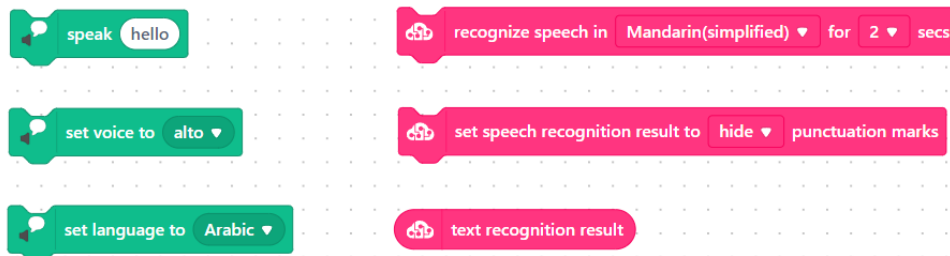 speak hello
recognize speech in Mandarin(simplified) for 2 secs
set voice to alto
set speech recognition result to hide punctuation marks
set language to Arabic
text recognition result